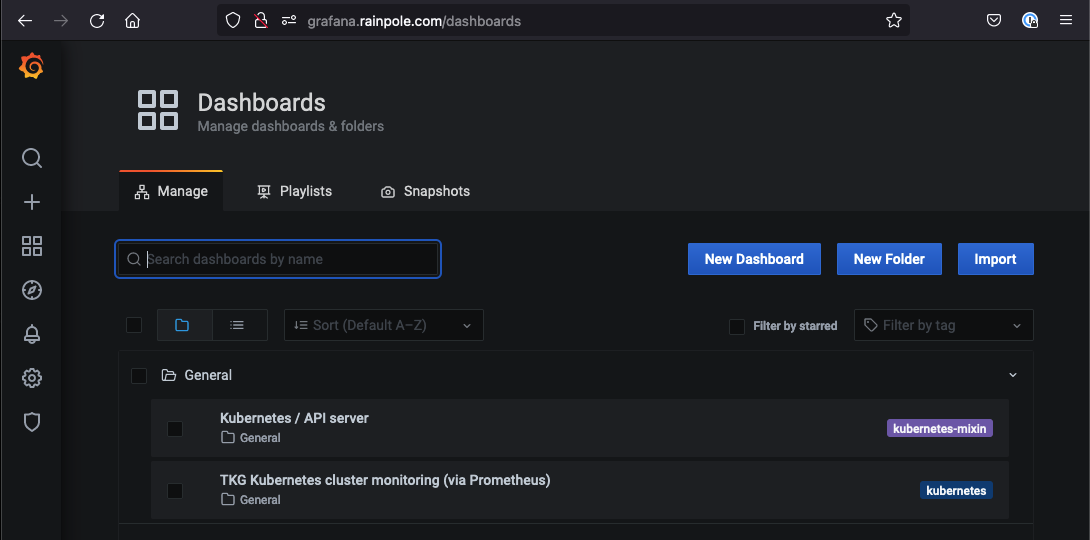 grafana.rainpole.com/dashboards
Dashboards
Manage dashboards & folders
Manage
Playlists
Snapshots
Search dashboards by name
New Dashboard
New Folder
Import
Sort (Default A–Z)
Filter by starred
Filter by tag
General
Kubernetes / API server
kubernetes-mixin
General
TKG Kubernetes cluster monitoring (via Prometheus)
kubernetes
General